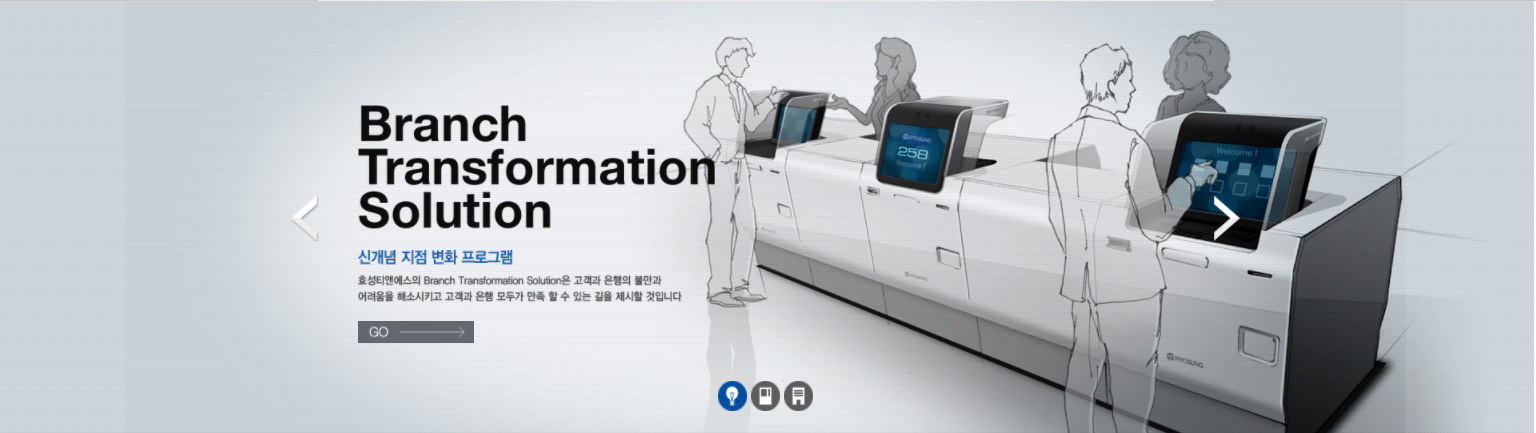 Branch
Transformation
Solution
신개념 지점 변화 프로그램
효성티앤에스의 Branch Transformation Solution은 고객과 은행의 불만과
어려움을 해소시키고 고객과 은행 모두가 만족 할 수 있는 길을 제시할 것입니다
GO
HYOSUNG
258
Welcome !
Welcome !
HYOSUNG
HYOSUNG